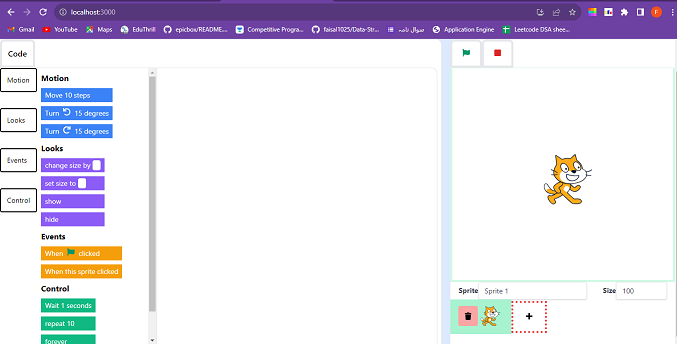 localhost:3000
Gmail
YouTube
Maps
EduThrill
epicbox/README....
Competitive Progra...
faisal1025/Data-Str...
سوال نامہ
Application Engine
Leetcode DSA shee...
F
Code
Motion
Looks
Events
Control
Motion
Move 10 steps
Turn 15 degrees
Turn 15 degrees
Looks
change size by
set size to
show
hide
Events
When clicked
When this sprite clicked
Control
Wait 1 seconds
repeat 10
forever
Sprite Sprite 1 Size 100
+